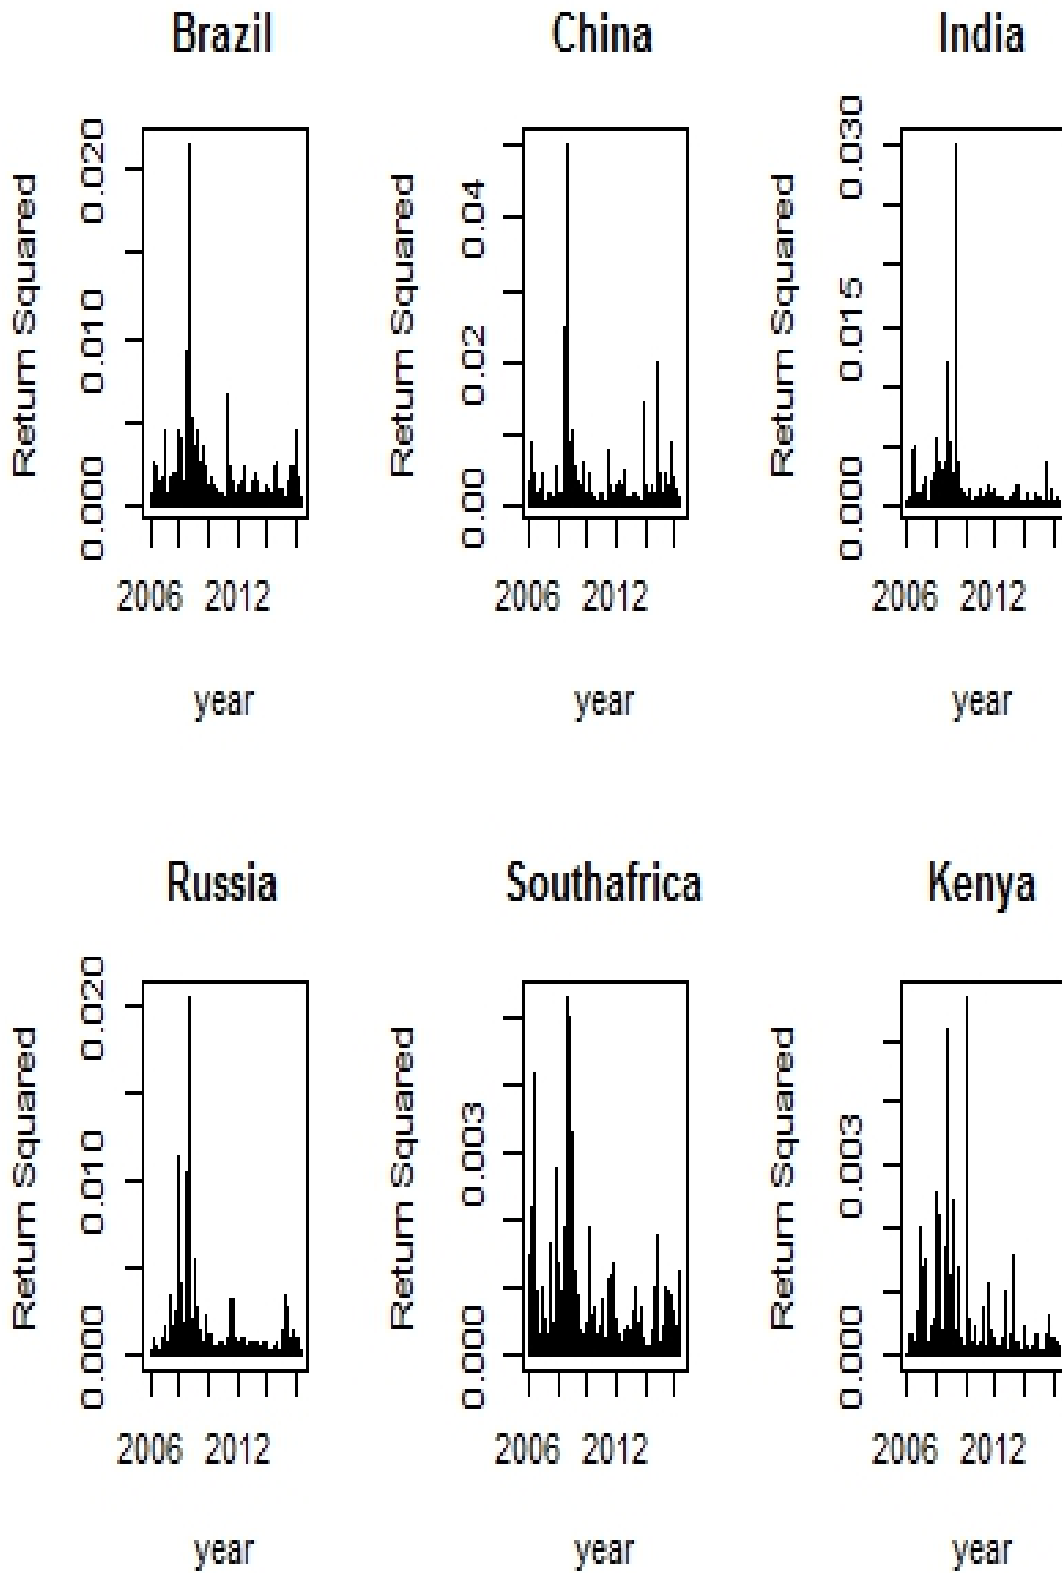 Brazil
China
India
Return Squared
0.000 0.010 0.020
Return Squared
0.00 0.02 0.04
Return Squared
0.000 0.015 0.030
2006 2012
2006 2012
2006 2012
year
year
year
Russia
Southafrica
Kenya
Return Squared
0.000 0.010 0.020
Return Squared
0.000 0.003
Return Squared
0.000 0.003
2006 2012
2006 2012
2006 2012
year
year
year